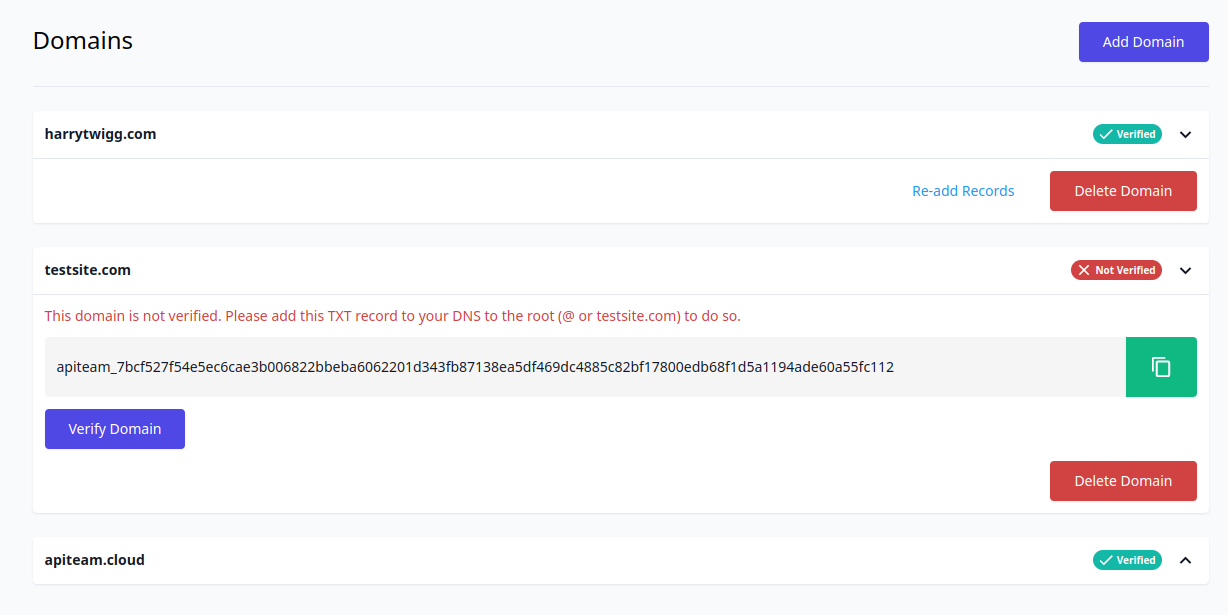 Domains
Add Domain
harrytwigg.com
Verified
Re-add Records
Delete Domain
testsite.com
Not Verified
This domain is not verified. Please add this TXT record to your DNS to the root (@ or testsite.com) to do so.
apiteam_7bcf527f54e5ec6cae3b006822bbeba6062201d343fb87138ea5df469dc4885c82bf17800edb68f1d5a1194ade60a55fc112
Verify Domain
Delete Domain
apiteam.cloud
Verified